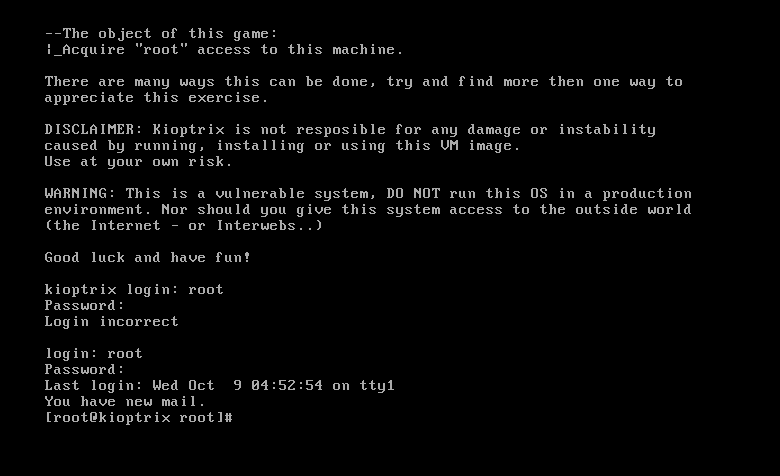 --The object of this game:
|_Acquire "root" access to this machine.
There are many ways this can be done, try and find more then one way to
appreciate this exercise.
DISCLAIMER: Kioptrix is not resposible for any damage or instability
caused by running, installing or using this VM image.
Use at your own risk.
WARNING: This is a vulnerable system, DO NOT run this OS in a production
environment. Nor should you give this system access to the outside world
(the Internet - or Interwebs..)
Good luck and have fun!
kioptrix login: root
Password:
Login incorrect
login: root
Password:
Last login: Wed Oct  9 04:52:54 on tty1
You have new mail.
[root@kioptrix root]#